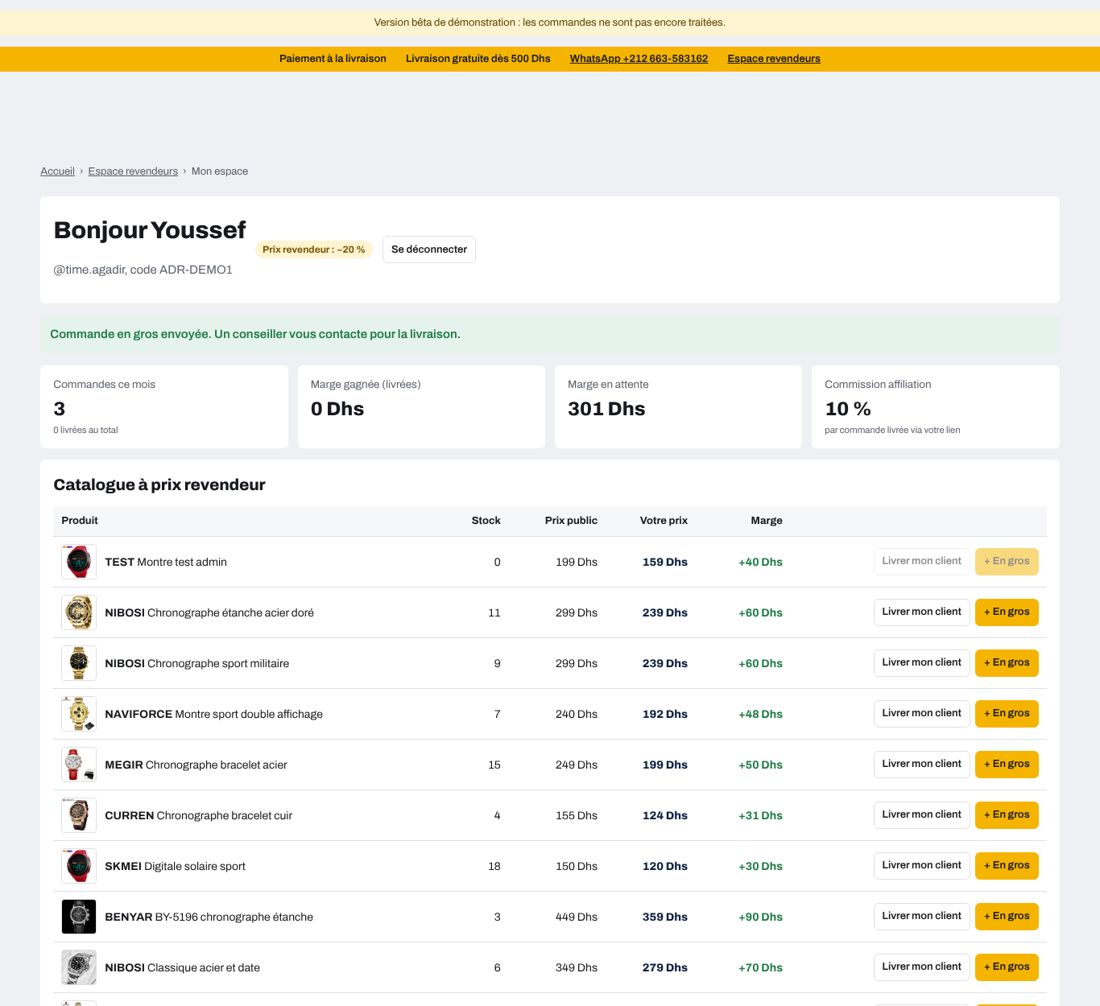 Version bêta de démonstration : les commandes ne sont pas encore traitées.
Paiement à la livraison Livraison gratuite dès 500 Dhs WhatsApp +212 663-583162 Espace revendeurs
Accueil › Espace revendeurs › Mon espace
Bonjour Youssef
Prix revendeur : −20 % Se déconnecter
@time.agadir, code ADR-DEMO1
Commande en gros envoyée. Un conseiller vous contacte pour la livraison.
Commandes ce mois
3
0 livrées au total
Marge gagnée (livrées)
0 Dhs
Marge en attente
301 Dhs
Commission affiliation
10 %
par commande livrée via votre lien
Catalogue à prix revendeur
Produit Stock Prix public Votre prix Marge
TEST Montre test admin 0 199 Dhs 159 Dhs +40 Dhs Livrer mon client + En gros
NIBOSI Chronographe étanche acier doré 11 299 Dhs 239 Dhs +60 Dhs Livrer mon client + En gros
NIBOSI Chronographe sport militaire 9 299 Dhs 239 Dhs +60 Dhs Livrer mon client + En gros
NAVIFORCE Montre sport double affichage 7 240 Dhs 192 Dhs +48 Dhs Livrer mon client + En gros
MEGIR Chronographe bracelet acier 15 249 Dhs 199 Dhs +50 Dhs Livrer mon client + En gros
CURREN Chronographe bracelet cuir 4 155 Dhs 124 Dhs +31 Dhs Livrer mon client + En gros
SKMEI Digitale solaire sport 18 150 Dhs 120 Dhs +30 Dhs Livrer mon client + En gros
BENYAR BY-5196 chronographe étanche 3 449 Dhs 359 Dhs +90 Dhs Livrer mon client + En gros
NIBOSI Classique acier et date 6 349 Dhs 279 Dhs +70 Dhs Livrer mon client + En gros